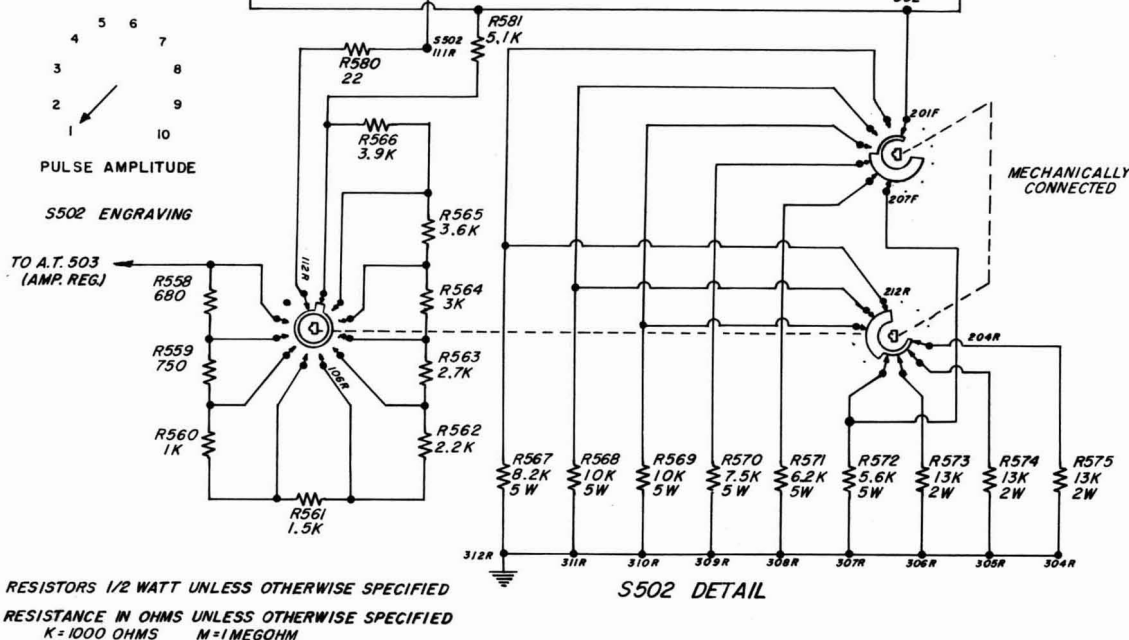 5 6
4 7
3 8
2 9
1 10
PULSE AMPLITUDE
S502 ENGRAVING
R581
5.1K
S502
111R
R580
22
R566
3.9K
201F
207F
MECHANICALLY
CONNECTED
TO A.T. 503
(AMP. REG.)
R558
680
112R
R565
3.6K
R564
3K
212R
204R
R559
750
106R
R563
2.7K
R560
1K
R562
2.2K
R561
1.5K
R567
8.2K
5W
R568
10K
5W
R569
10K
5W
R570
7.5K
5W
R571
6.2K
5W
R572
5.6K
5W
R573
13K
2W
R574
13K
2W
R575
13K
2W
312R 311R 310R 309R 308R 307R 306R 305R 304R
S502 DETAIL
RESISTORS 1/2 WATT UNLESS OTHERWISE SPECIFIED
RESISTANCE IN OHMS UNLESS OTHERWISE SPECIFIED
K=1000 OHMS M=1 MEGOHM